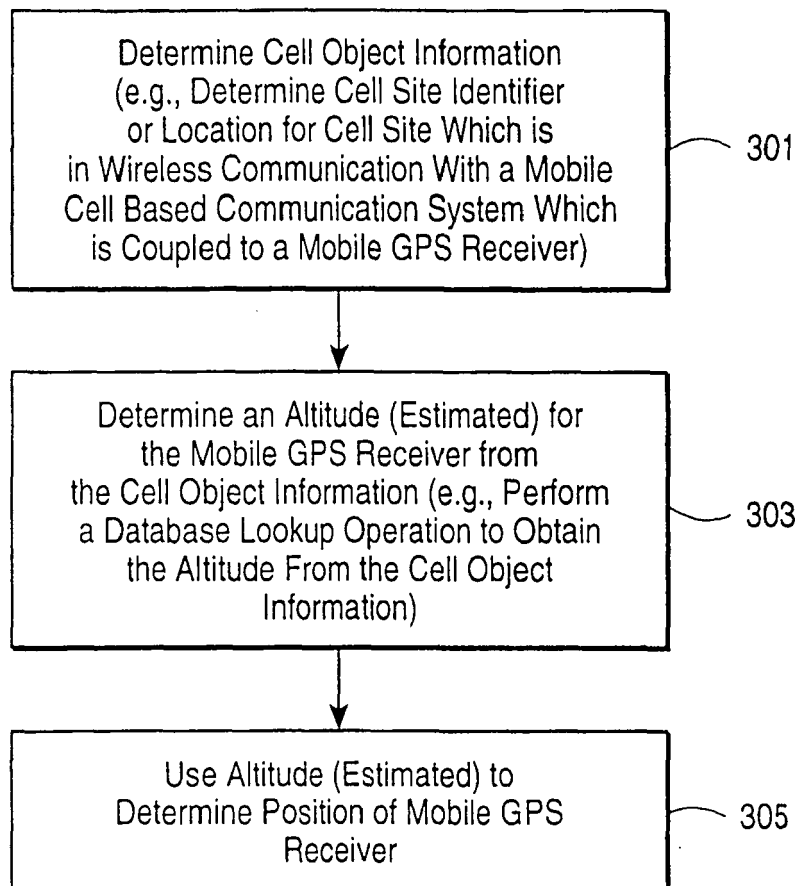 Determine Cell Object Information
(e.g., Determine Cell Site Identifier
or Location for Cell Site Which is
in Wireless Communication With a Mobile
Cell Based Communication System Which
is Coupled to a Mobile GPS Receiver)
301
Determine an Altitude (Estimated) for
the Mobile GPS Receiver from
the Cell Object Information (e.g., Perform
a Database Lookup Operation to Obtain
the Altitude From the Cell Object
Information)
303
Use Altitude (Estimated) to
Determine Position of Mobile GPS
Receiver
305